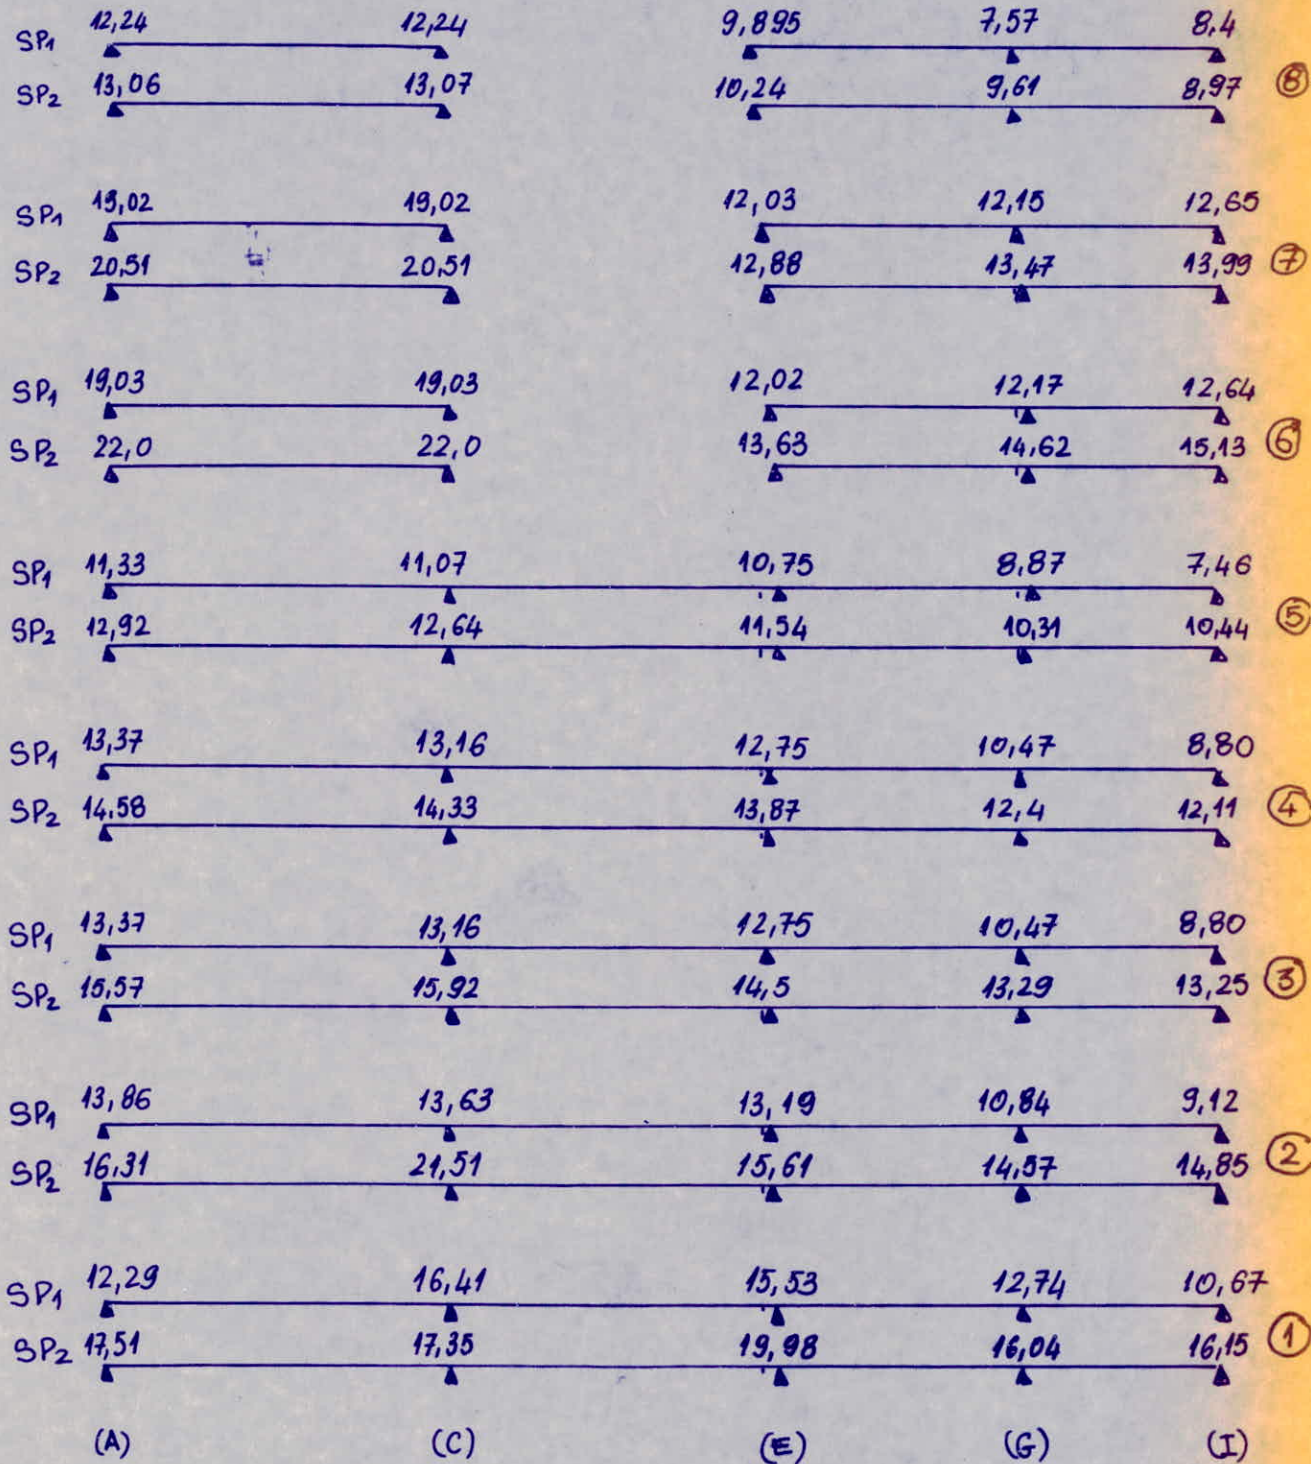 SP1 12,24 12,24 9,895 7,57 8,4
SP2 13,06 13,07 10,24 9,61 8,97 8
SP1 19,02 19,02 12,03 12,15 12,65
SP2 20,51 20,51 12,88 13,47 13,99 7
SP1 19,03 19,03 12,02 12,17 12,64
SP2 22,0 22,0 13,63 14,62 15,13 6
SP1 11,33 11,07 10,75 8,87 7,46
SP2 12,92 12,64 11,54 10,31 10,44 5
SP1 13,37 13,16 12,75 10,47 8,80
SP2 14,58 14,33 13,87 12,4 12,11 4
SP1 13,37 13,16 12,75 10,47 8,80
SP2 15,57 15,92 14,5 13,29 13,25 3
SP1 13,86 13,63 13,19 10,84 9,12
SP2 16,31 21,51 15,61 14,57 14,85 2
SP1 12,29 16,41 15,53 12,74 10,67
SP2 17,51 17,35 19,98 16,04 16,15 1
(A) (C) (E) (G) (I)